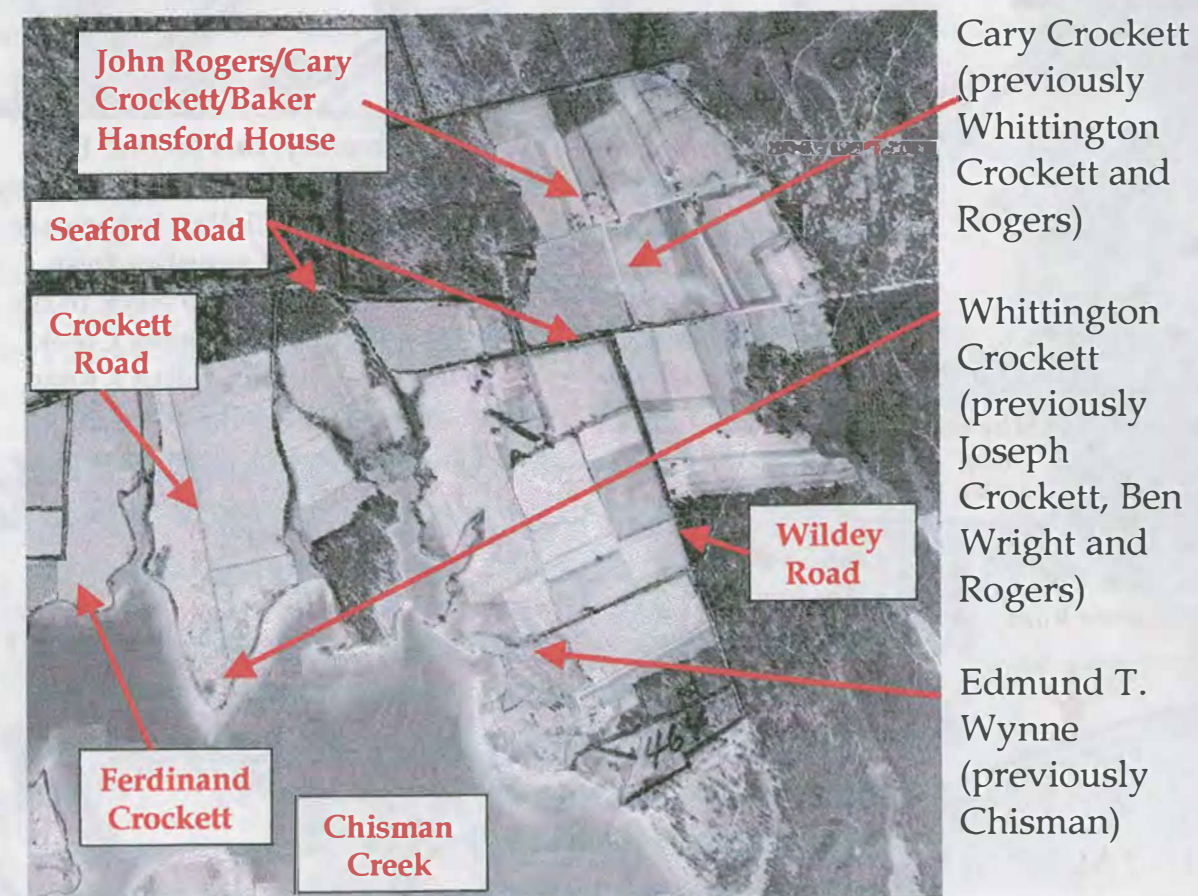 John Rogers/Cary
Crockett/Baker
Hansford House
Seaford Road
Crockett
Road
Ferdinand
Crockett
Chisman
Creek
Wildey
Road
46
Cary Crockett
(previously
Whittington
Crockett and
Rogers)
Whittington
Crockett
(previously
Joseph
Crockett, Ben
Wright and
Rogers)
Edmund T.
Wynne
(previously
Chisman)